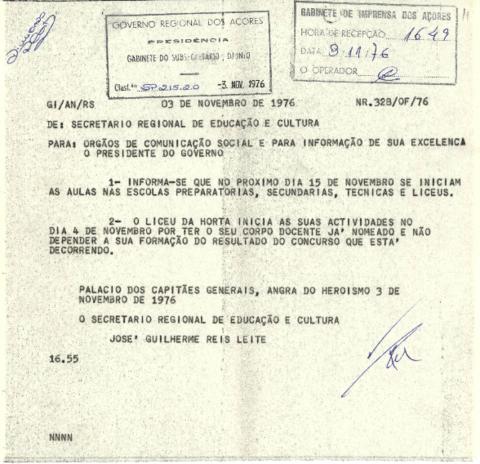 GOVERNO REGIONAL DOS AÇORES
PRESIDÊNCIA
GABINETE DO SUBSECRETÁRIO ADJUNTO
Class. No SP.215.2.0 -3 NOV. 1976
GABINETE DE IMPRENSA DOS AÇORES
HORA DE RECEPÇÃO 16 49
DATA 9.11.76
O OPERADOR
GI/AN/RS 03 DE NOVEMBRO DE 1976 NR.328/OF/76
DE: SECRETARIO REGIONAL DE EDUCAÇÃO E CULTURA
PARA: ORGÃOS DE COMUNICAÇÃO SOCIAL E PARA INFORMAÇÃO DE SUA EXCELENCA
O PRESIDENTE DO GOVERNO
1- INFORMA-SE QUE NO PROXIMO DIA 15 DE NOVEMBRO SE INICIAM
AS AULAS NAS ESCOLAS PREPARATORIAS, SECUNDARIAS, TECNICAS E LICEUS.
2- O LICEU DA HORTA INICIA AS SUAS ACTIVIDADES NO
DIA 4 DE NOVEMBRO POR TER O SEU CORPO DOCENTE JA' NOMEADO E NÃO
DEPENDER A SUA FORMAÇÃO DO RESULTADO DO CONCURSO QUE ESTA'
DECORRENDO.
PALACIO DOS CAPITÃES GENERAIS, ANGRA DO HEROISMO 3 DE
NOVEMBRO DE 1976
O SECRETARIO REGIONAL DE EDUCAÇÃO E CULTURA
JOSE' GUILHERME REIS LEITE
16.55
NNNN